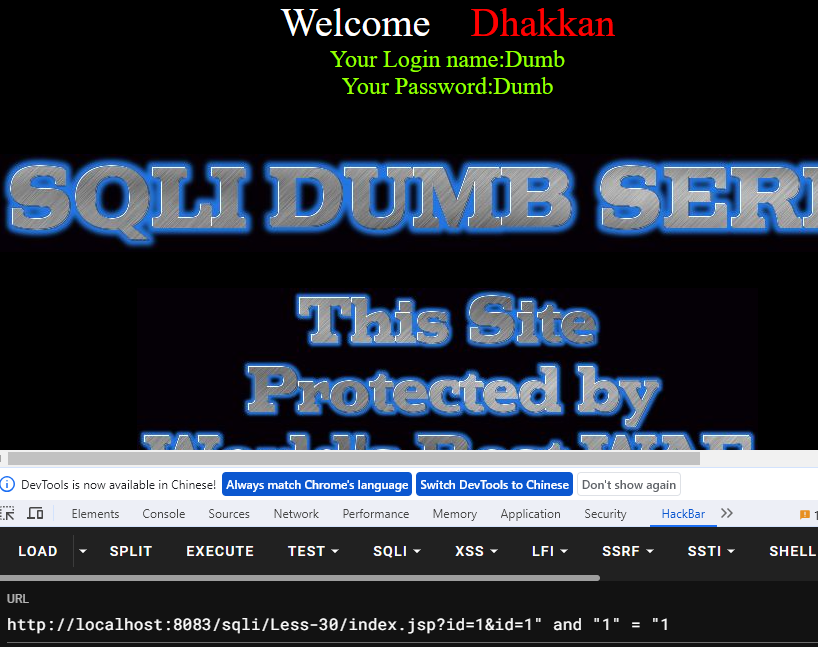 Welcome Dhakkan
Your Login name:Dumb
Your Password:Dumb
SQLI DUMB SERI
This Site
Protected by
DevTools is now available in Chinese! Always match Chrome's language Switch DevTools to Chinese Don't show again
Elements Console Sources Network Performance Memory Application Security HackBar 1
LOAD SPLIT EXECUTE TEST SQLI XSS LFI SSRF SSTI SHELL
URL
http://localhost:8083/sqli/Less-30/index.jsp?id=1&id=1" and "1" = "1